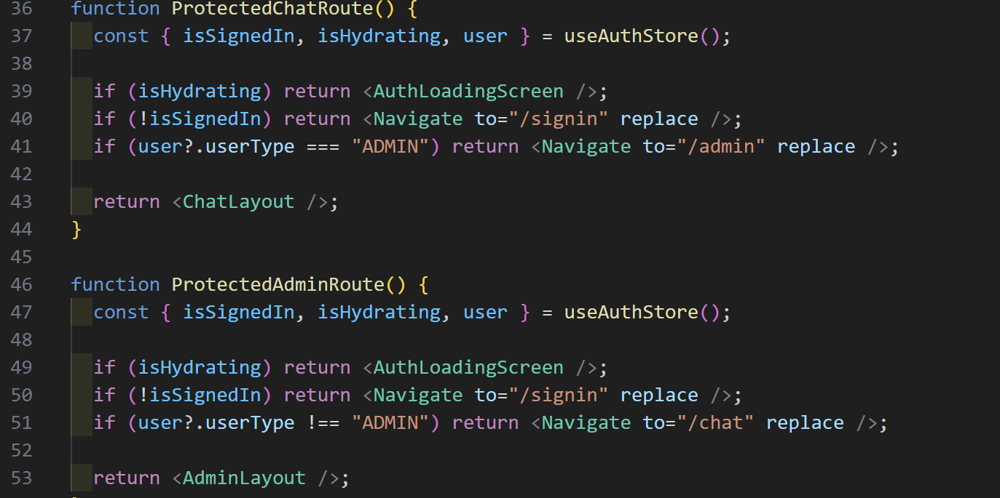 36 function ProtectedChatRoute() {
37 const { isSignedIn, isHydrating, user } = useAuthStore();
38
39 if (isHydrating) return <AuthLoadingScreen />;
40 if (!isSignedIn) return <Navigate to="/signin" replace />;
41 if (user?.userType === "ADMIN") return <Navigate to="/admin" replace />;
42
43 return <ChatLayout />;
44 }
45
46 function ProtectedAdminRoute() {
47 const { isSignedIn, isHydrating, user } = useAuthStore();
48
49 if (isHydrating) return <AuthLoadingScreen />;
50 if (!isSignedIn) return <Navigate to="/signin" replace />;
51 if (user?.userType !== "ADMIN") return <Navigate to="/chat" replace />;
52
53 return <AdminLayout />;